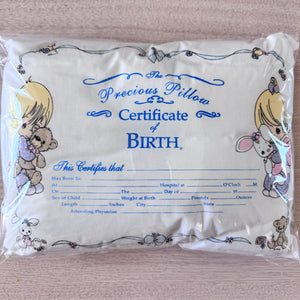 The
Precious Pillow
Certificate
of
BIRTH
This Certifies that
Was Born To:
At Hospital at O'Clock M
On The Day of
Sex of Child Weight at Birth Pounds Ounces
Length Inches City State
Attending Physician